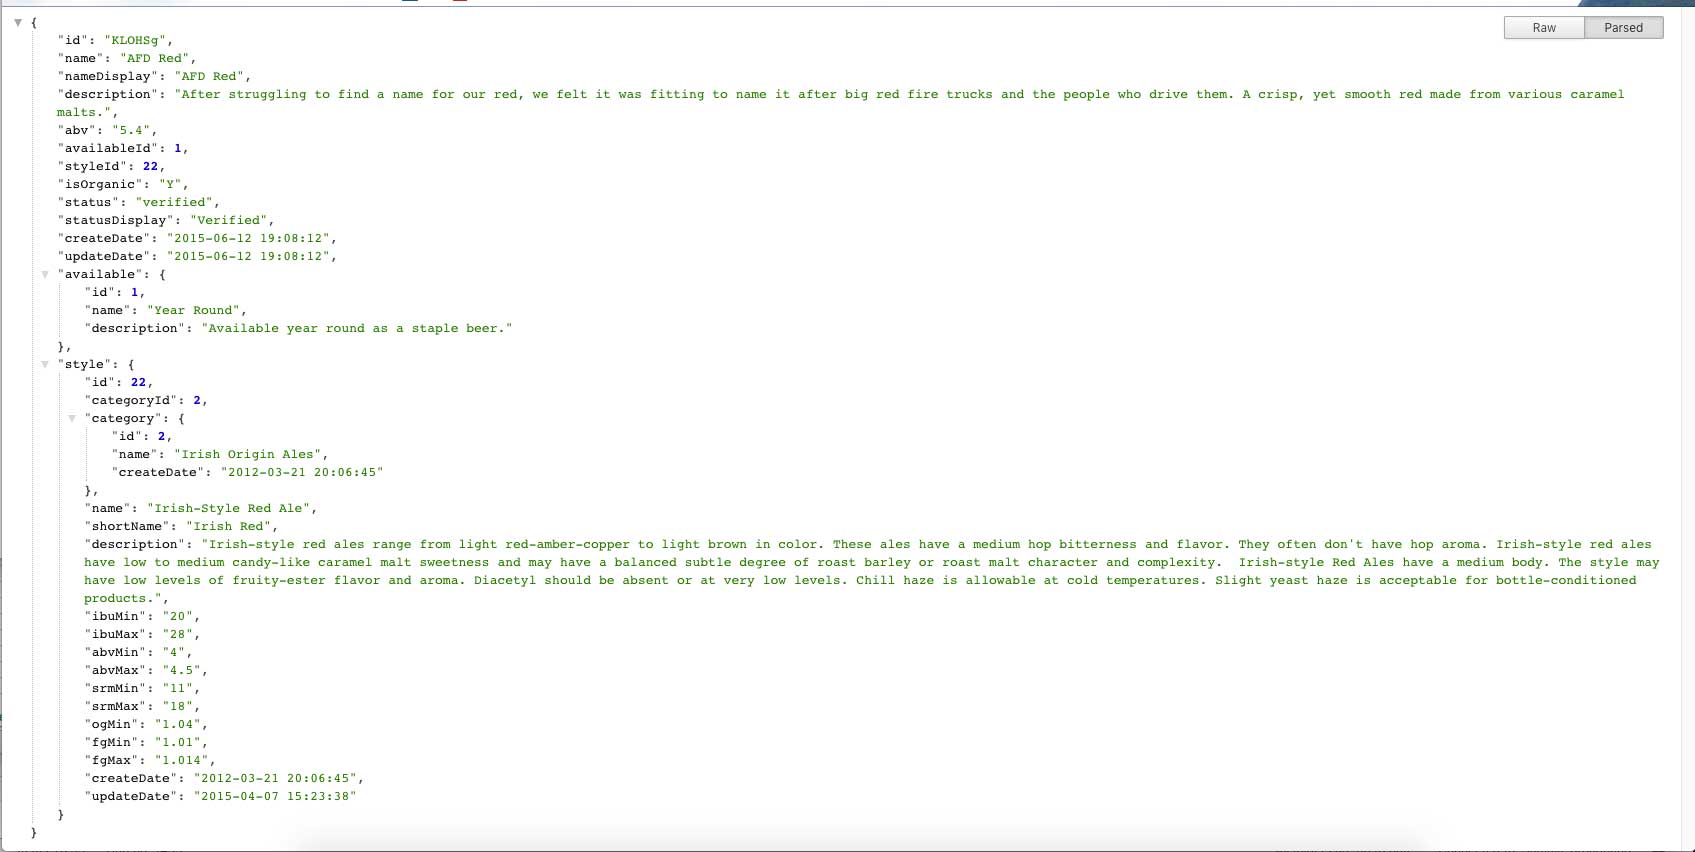 {
Raw Parsed
"id": "KLOHSg",
"name": "AFD Red",
"nameDisplay": "AFD Red",
"description": "After struggling to find a name for our red, we felt it was fitting to name it after big red fire trucks and the people who drive them. A crisp, yet smooth red made from various caramel
malts.",
"abv": "5.4",
"availableId": 1,
"styleId": 22,
"isOrganic": "Y",
"status": "verified",
"statusDisplay": "Verified",
"createDate": "2015-06-12 19:08:12",
"updateDate": "2015-06-12 19:08:12",
"available": {
"id": 1,
"name": "Year Round",
"description": "Available year round as a staple beer."
},
"style": {
"id": 22,
"categoryId": 2,
"category": {
"id": 2,
"name": "Irish Origin Ales",
"createDate": "2012-03-21 20:06:45"
},
"name": "Irish-Style Red Ale",
"shortName": "Irish Red",
"description": "Irish-style red ales range from light red-amber-copper to light brown in color. These ales have a medium hop bitterness and flavor. They often don't have hop aroma. Irish-style red ales
have low to medium candy-like caramel malt sweetness and may have a balanced subtle degree of roast barley or roast malt character and complexity.  Irish-style Red Ales have a medium body. The style may
have low levels of fruity-ester flavor and aroma. Diacetyl should be absent or at very low levels. Chill haze is allowable at cold temperatures. Slight yeast haze is acceptable for bottle-conditioned
products.",
"ibuMin": "20",
"ibuMax": "28",
"abvMin": "4",
"abvMax": "4.5",
"srmMin": "11",
"srmMax": "18",
"ogMin": "1.04",
"fgMin": "1.01",
"fgMax": "1.014",
"createDate": "2012-03-21 20:06:45",
"updateDate": "2015-04-07 15:23:38"
}
}